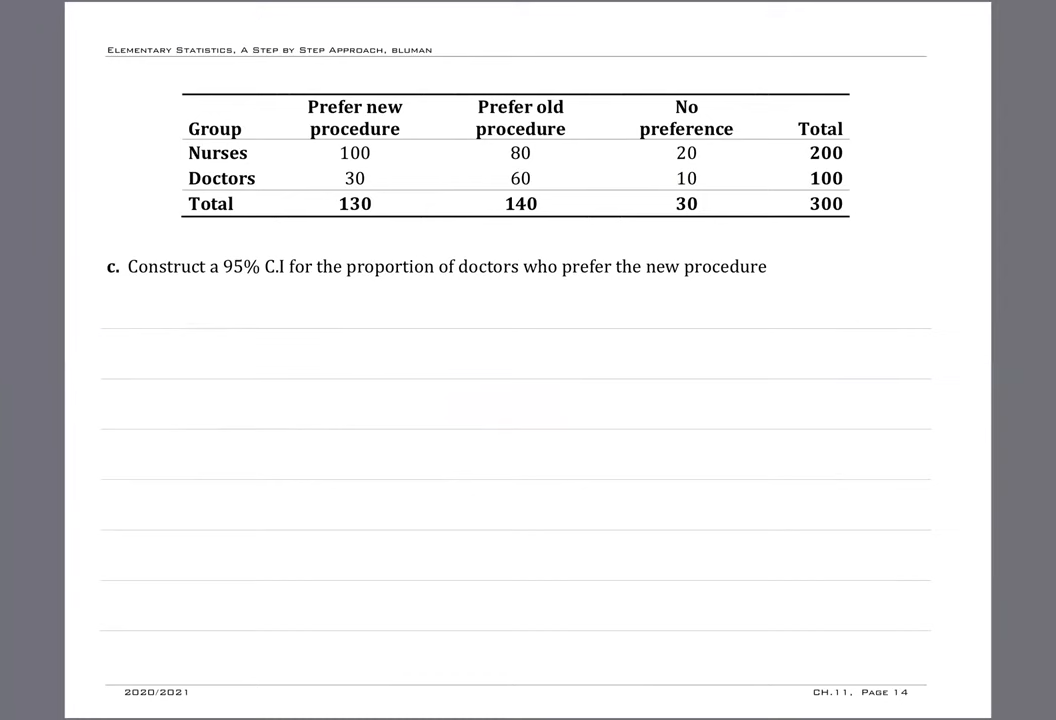 Elementary Statistics, A Step by Step Approach, bluman
Prefer new Prefer old No
Group procedure procedure preference Total
Nurses 100 80 20 200
Doctors 30 60 10 100
Total 130 140 30 300
c. Construct a 95% C.I for the proportion of doctors who prefer the new procedure
2020/2021 CH.11, Page 14